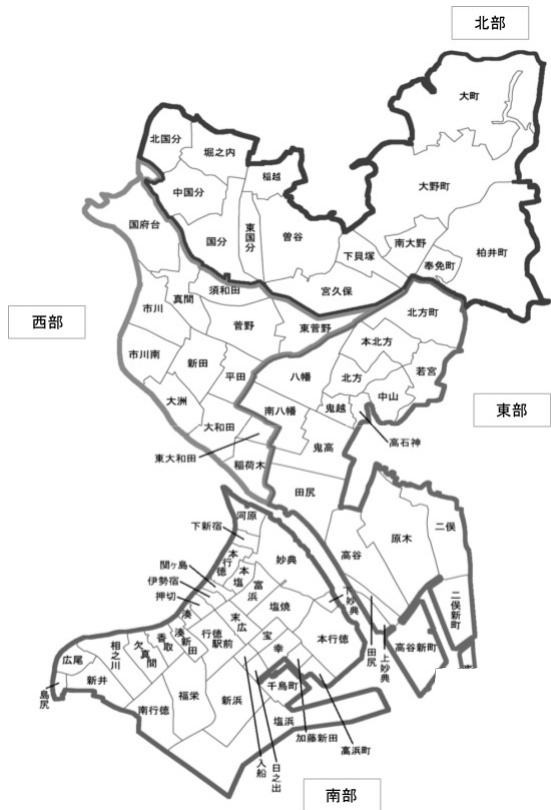 北部
大町
北国分
堀之内
稲越
大野町
中国分
国府台
東国分
曽谷
国分
下貝塚
南大野
柏井町
奉免町
宮久保
須和田
真間
市川
菅野
東菅野
北方町
西部
本北方
市川南
新田
平田
八幡
北方
若宮
中山
大洲
南八幡
鬼越
東部
大和田
高石神
鬼高
東大和田
稲荷木
田尻
河原
下新宿
高谷
原木
二俣
関ヶ島
本行徳
本塩
妙典
伊勢宿
富浜
押切
下妙典
二俣新町
湊
末広
塩焼
香取
湊新田
行徳駅前
宝
本行徳
田尻
上妙典
高谷新町
相之川
欠真間
幸
広尾
新井
島尻
南行徳
福栄
新浜
千鳥町
塩浜
加藤新田
高浜町
入船
日之出
南部